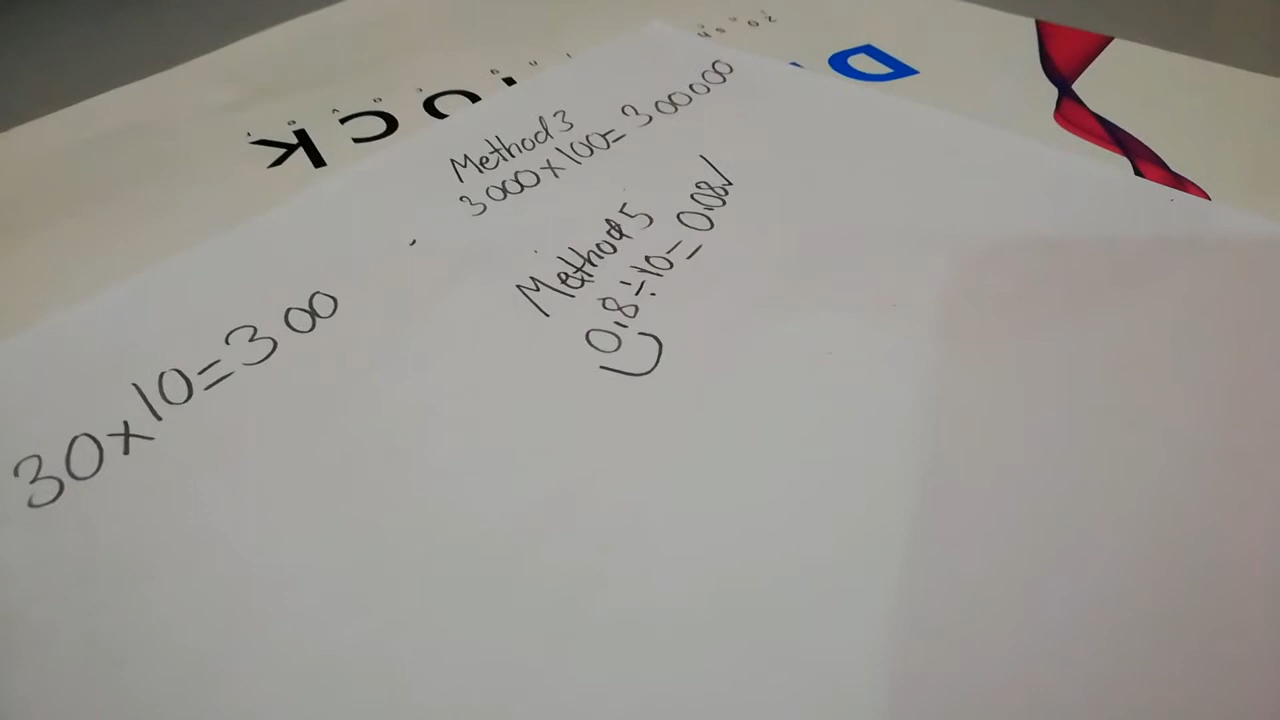 Method 3
3000×100=300000
Method 5
0.8÷10=0.08✓
30×10=300